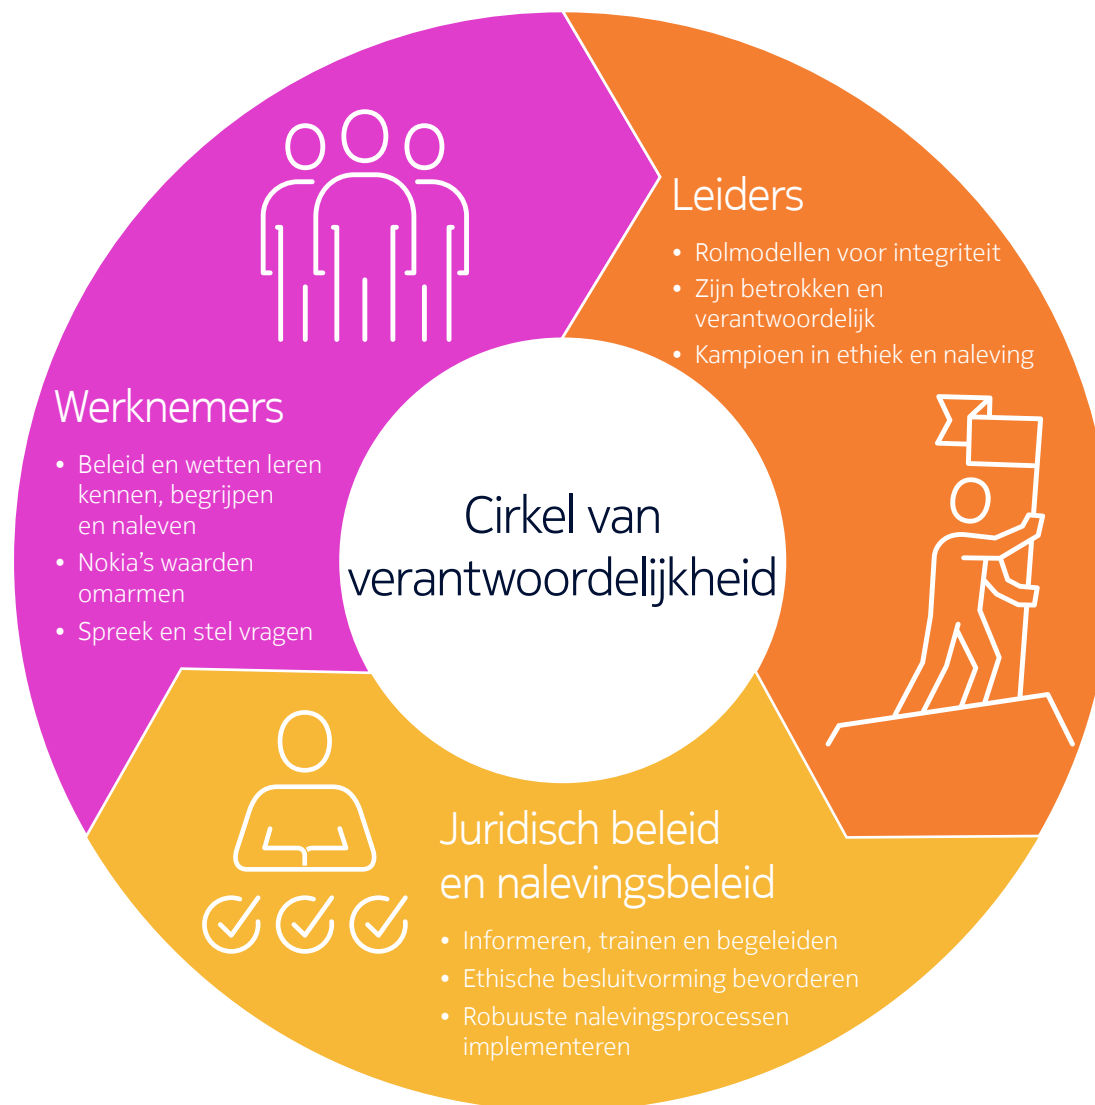 Cirkel van
verantwoordelijkheid
Leiders
• Rolmodellen voor integriteit
• Zijn betrokken en
verantwoordelijk
• Kampioen in ethiek en naleving
Juridisch beleid
en nalevingsbeleid
• Informeren, trainen en begeleiden
• Ethische besluitvorming bevorderen
• Robuuste nalevingsprocessen
implementeren
Werknemers
• Beleid en wetten leren
kennen, begrijpen
en naleven
• Nokia’s waarden
omarmen
• Spreek en stel vragen